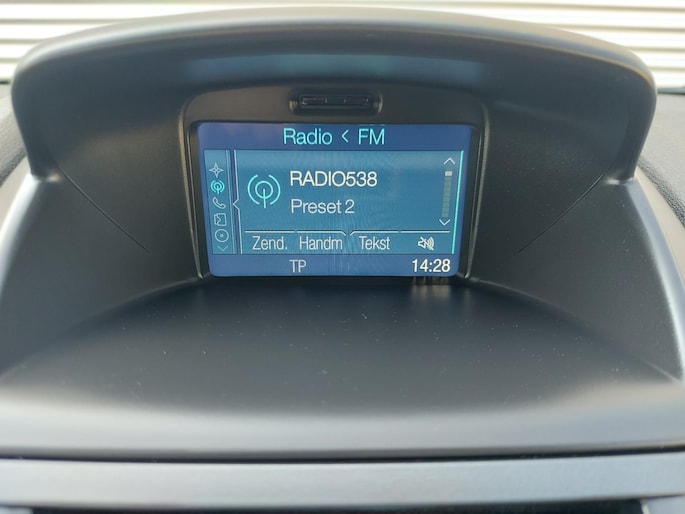 Radio < FM
RADIO538
Preset 2
Zend. Handm Tekst
TP 14:28